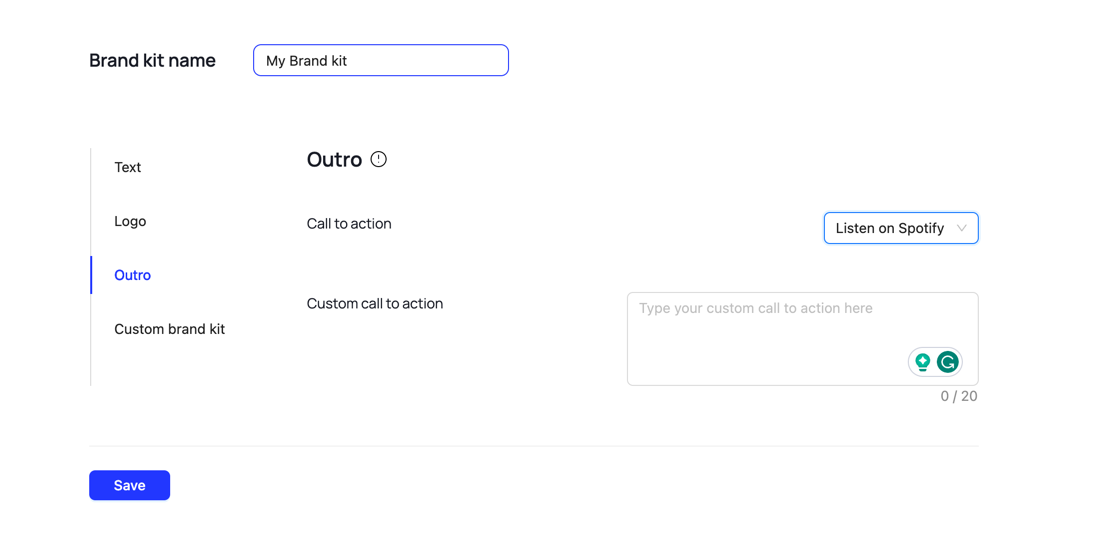 Brand kit name
My Brand kit
Text
Logo
Outro
Custom brand kit
Outro
Call to action
Listen on Spotify
Custom call to action
Type your custom call to action here
0 / 20
Save